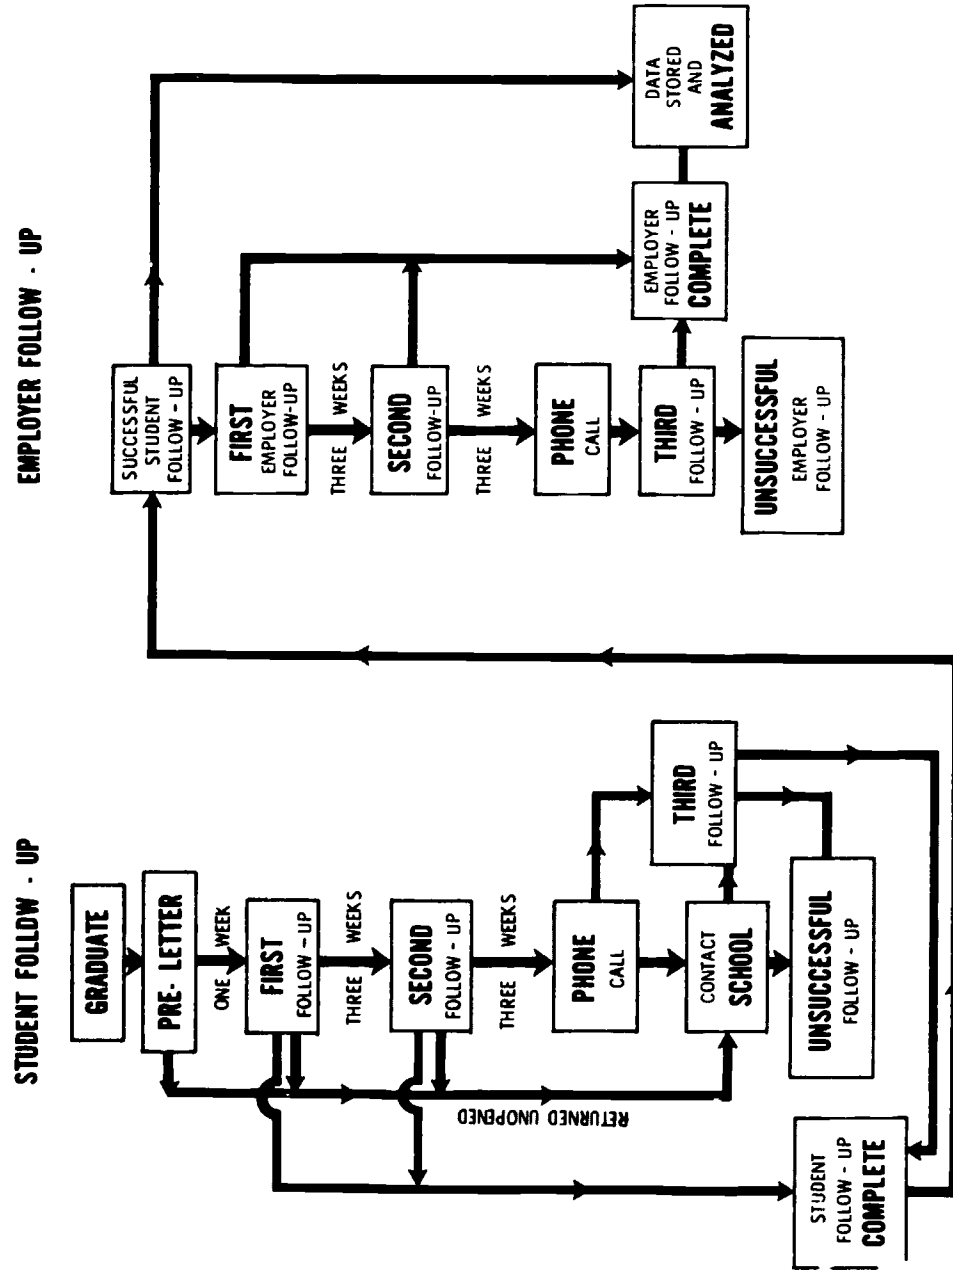 STUDENT FOLLOW - UP
GRADUATE
PRE- LETTER
ONE WEEK
FIRST
FOLLOW - UP
THREE WEEKS
SECOND
FOLLOW - UP
THREE WEEKS
PHONE
CALL
CONTACT
SCHOOL
THIRD
FOLLOW - UP
UNSUCCESSFUL
FOLLOW - UP
RETURNED UNOPENED
STUDENT
FOLLOW - UP
COMPLETE
EMPLOYER FOLLOW - UP
SUCCESSFUL
STUDENT
FOLLOW - UP
FIRST
EMPLOYER
FOLLOW-UP
THREE WEEKS
SECOND
FOLLOW-UP
THREE WEEKS
PHONE
CALL
THIRD
FOLLOW - UP
UNSUCCESSFUL
EMPLOYER
FOLLOW - UP
EMPLOYER
FOLLOW - UP
COMPLETE
DATA
STORED
AND
ANALYZED